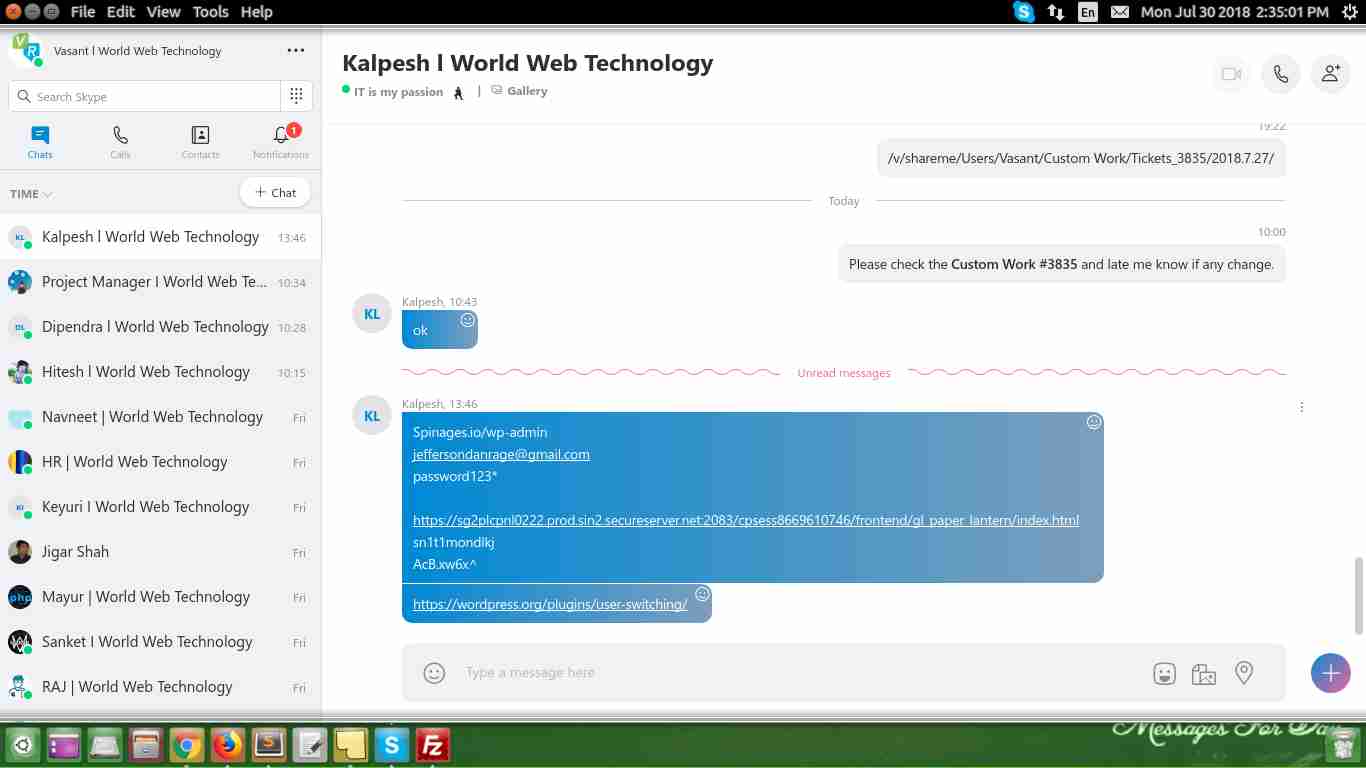 File Edit View Tools Help
En
Mon Jul 30 2018 2:35:01 PM
Vasant l World Web Technology
Search Skype
Chats
Calls
Contacts
1
Notifications
TIME
+ Chat
KL Kalpesh l World Web Technology 13:46
Project Manager I World Web Te... 10:34
DL Dipendra l World Web Technology 10:28
Hitesh l World Web Technology 10:15
Navneet | World Web Technology Fri
HR | World Web Technology Fri
KI Keyuri I World Web Technology Fri
Jigar Shah Fri
php Mayur | World Web Technology Fri
Sanket I World Web Technology Fri
RAJ | World Web Technology Fri
Kalpesh l World Web Technology
IT is my passion | Gallery
19:22
/v/shareme/Users/Vasant/Custom Work/Tickets_3835/2018.7.27/
Today
10:00
Please check the Custom Work #3835 and late me know if any change.
Kalpesh, 10:43
KL
ok
Unread messages
Kalpesh, 13:46
KL
Spinages.io/wp-admin
jeffersondanrage@gmail.com
password123*
https://sg2plcpnl0222.prod.sin2.secureserver.net:2083/cpsess8669610746/frontend/gl_paper_lantern/index.html
sn1t1mondlkj
AcB.xw6x^
https://wordpress.org/plugins/user-switching/
Type a message here
Messages For Day